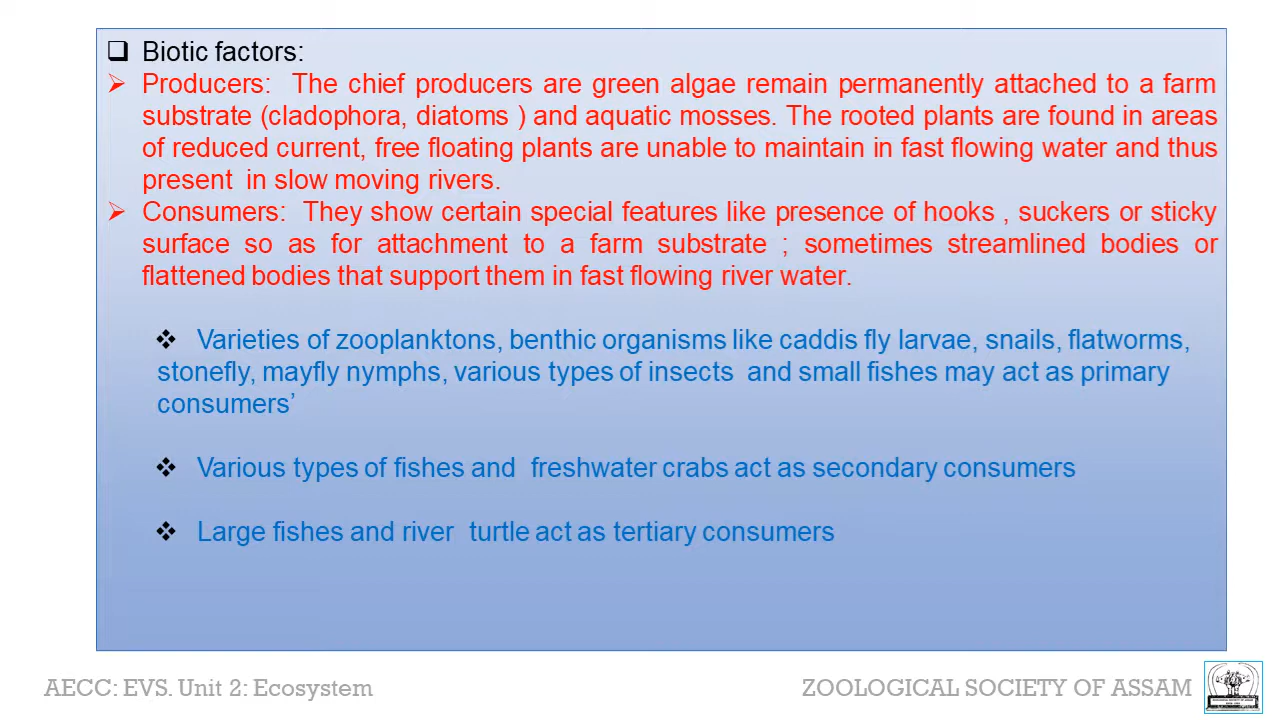 Biotic factors:
Producers: The chief producers are green algae remain permanently attached to a farm
substrate (cladophora, diatoms ) and aquatic mosses. The rooted plants are found in areas
of reduced current, free floating plants are unable to maintain in fast flowing water and thus
present in slow moving rivers.
Consumers: They show certain special features like presence of hooks , suckers or sticky
surface so as for attachment to a farm substrate ; sometimes streamlined bodies or
flattened bodies that support them in fast flowing river water.
Varieties of zooplanktons, benthic organisms like caddis fly larvae, snails, flatworms,
stonefly, mayfly nymphs, various types of insects and small fishes may act as primary
consumers’
Various types of fishes and freshwater crabs act as secondary consumers
Large fishes and river turtle act as tertiary consumers
AECC: EVS. Unit 2: Ecosystem
ZOOLOGICAL SOCIETY OF ASSAM